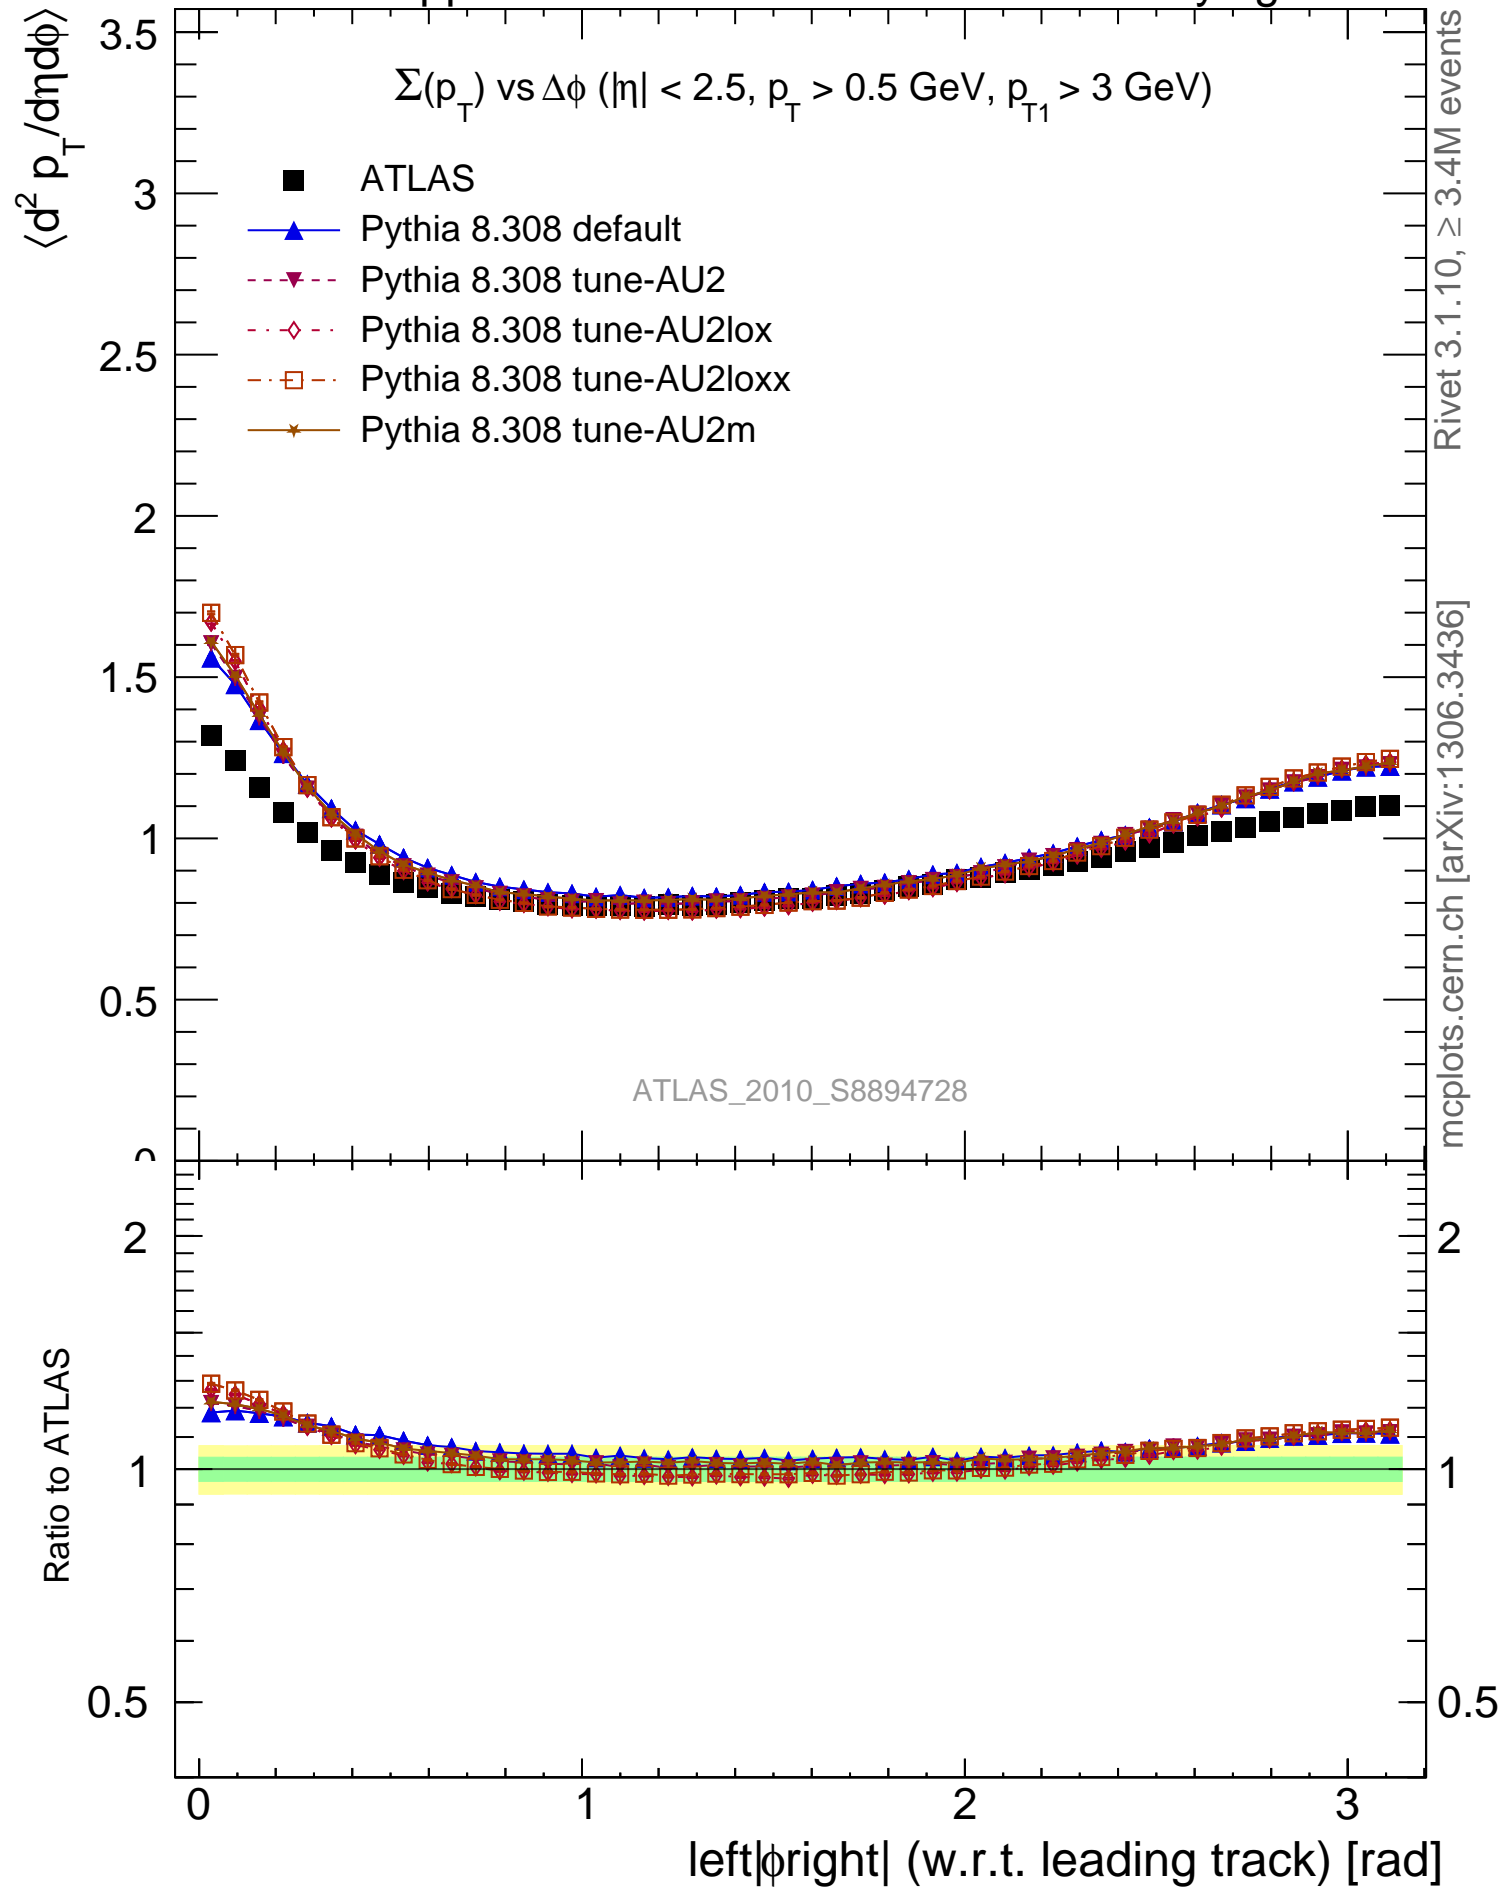 ⟨d² p_T/dηdϕ⟩
Σ(p_T) vs Δϕ (|η| < 2.5, p_T > 0.5 GeV, p_T1 > 3 GeV)
ATLAS
Pythia 8.308 default
Pythia 8.308 tune-AU2
Pythia 8.308 tune-AU2lox
Pythia 8.308 tune-AU2loxx
Pythia 8.308 tune-AU2m
3.5
3
2.5
2
1.5
1
0.5
0
ATLAS_2010_S8894728
Rivet 3.1.10, ≥ 3.4M events
mcplots.cern.ch [arXiv:1306.3436]
Ratio to ATLAS
2
1
0.5
2
1
0.5
0
1
2
3
left|ϕright| (w.r.t. leading track) [rad]